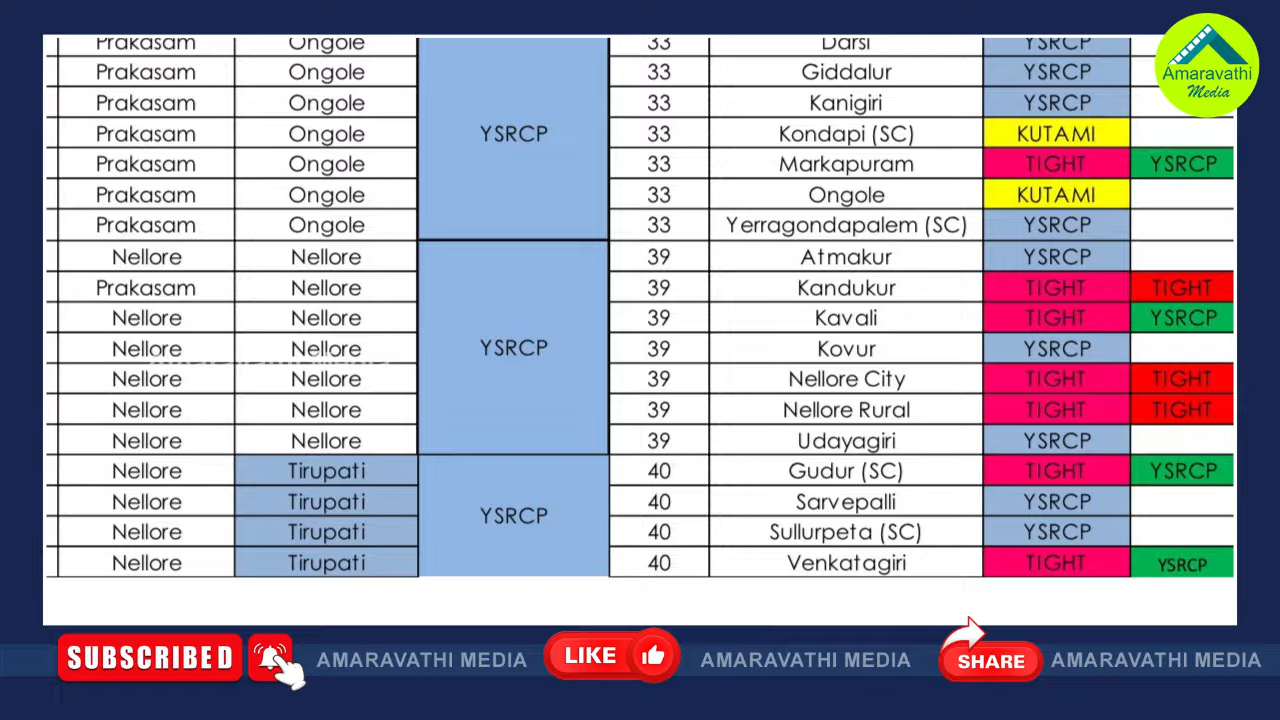 Prakasam Ongole 33 Darsi YSRCP
Prakasam Ongole 33 Giddalur YSRCP
Prakasam Ongole 33 Kanigiri YSRCP
Prakasam Ongole YSRCP 33 Kondapi (SC) KUTAMI
Prakasam Ongole 33 Markapuram TIGHT YSRCP
Prakasam Ongole 33 Ongole KUTAMI
Prakasam Ongole 33 Yerragondapalem (SC) YSRCP
Nellore Nellore 39 Atmakur YSRCP
Prakasam Nellore 39 Kandukur TIGHT TIGHT
Nellore Nellore 39 Kavali TIGHT YSRCP
Nellore Nellore YSRCP 39 Kovur YSRCP
Nellore Nellore 39 Nellore City TIGHT TIGHT
Nellore Nellore 39 Nellore Rural TIGHT TIGHT
Nellore Nellore 39 Udayagiri YSRCP
Nellore Tirupati 40 Gudur (SC) TIGHT YSRCP
Nellore Tirupati YSRCP 40 Sarvepalli YSRCP
Nellore Tirupati 40 Sullurpeta (SC) YSRCP
Nellore Tirupati 40 Venkatagiri TIGHT YSRCP
Amaravathi
Media
SUBSCRIBED AMARAVATHI MEDIA LIKE AMARAVATHI MEDIA SHARE AMARAVATHI MEDIA